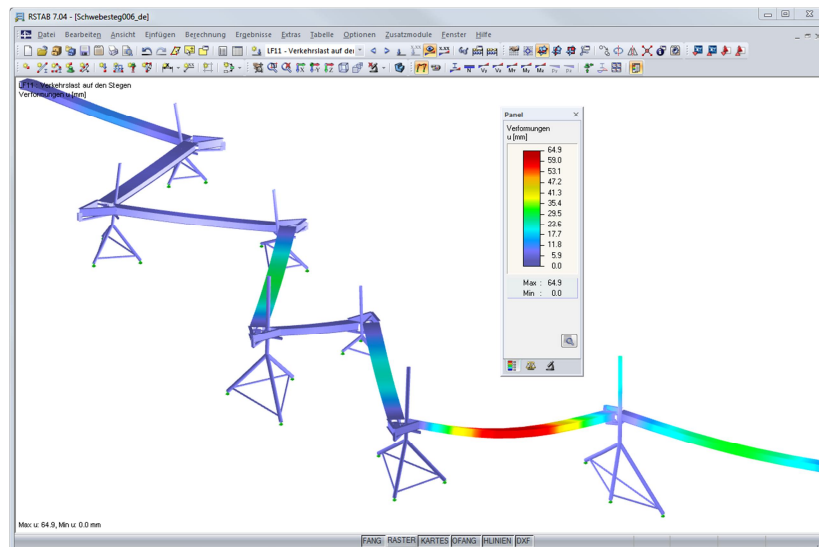 RSTAB 7.04 - [Schwebesteg006_de]
Datei Bearbeiten Ansicht Einfügen Berechnung Ergebnisse Extras Tabelle Optionen Zusatzmodule Fenster Hilfe
LF11 - Verkehrslast auf den
LF11 : Verkehrslast auf den Stegen
Verformungen u [mm]
Panel
Verformungen
u [mm]
64.9
59.0
53.1
47.2
41.3
35.4
29.5
23.6
17.7
11.8
5.9
0.0
Max : 64.9
Min : 0.0
Max u: 64.9, Min u: 0.0 mm
FANG RASTER KARTES OFANG HLINIEN DXF